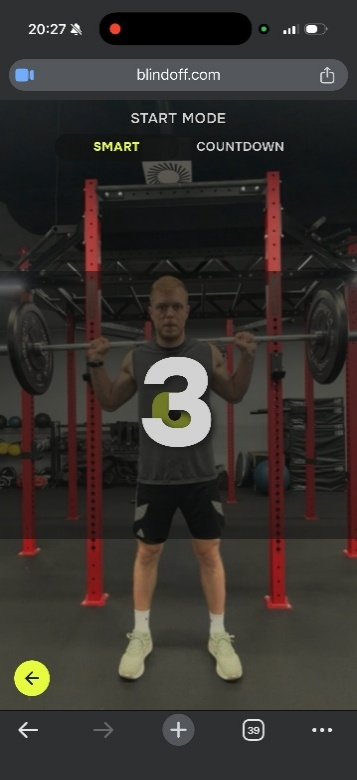 20:27
blindoff.com
START MODE
SMART COUNTDOWN
3
39